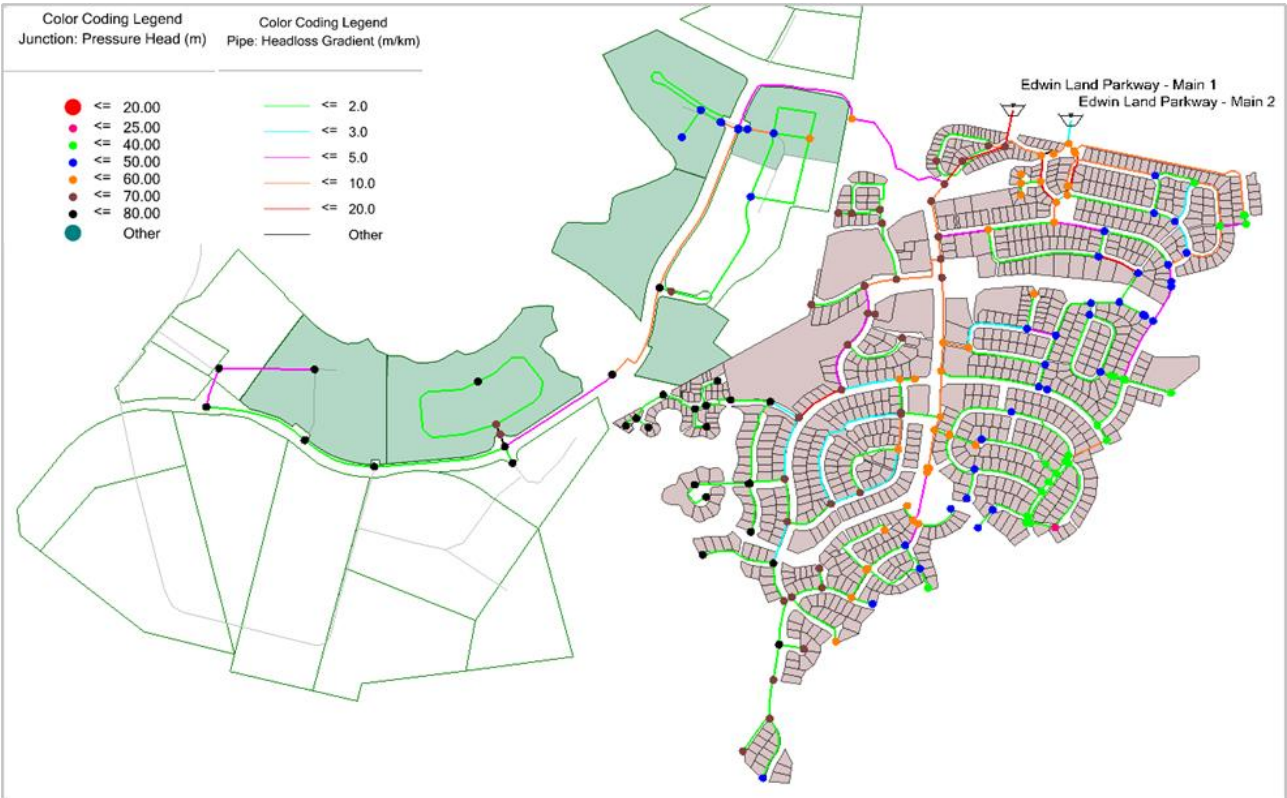 Color Coding Legend
Junction: Pressure Head (m)
<= 20.00
<= 25.00
<= 40.00
<= 50.00
<= 60.00
<= 70.00
<= 80.00
Other
Color Coding Legend
Pipe: Headloss Gradient (m/km)
<= 2.0
<= 3.0
<= 5.0
<= 10.0
<= 20.0
Other
Edwin Land Parkway - Main 1
Edwin Land Parkway - Main 2